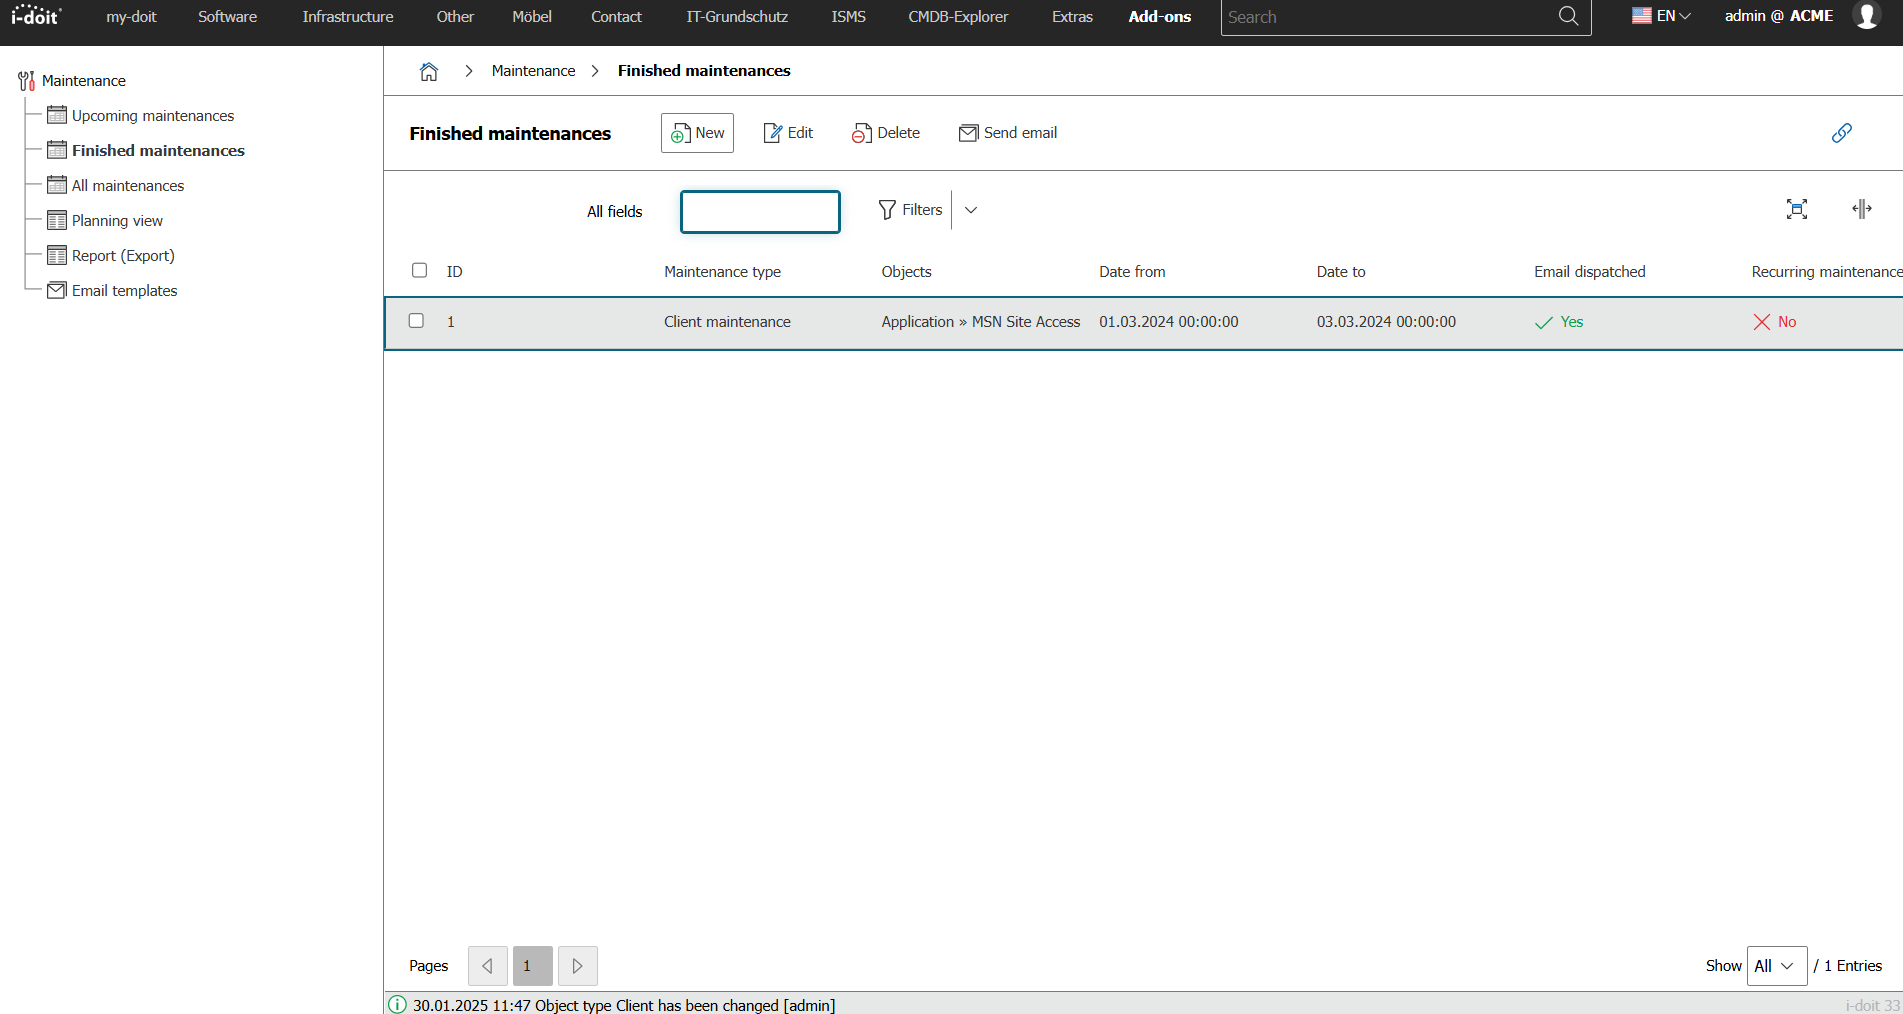 i-doit my-doit Software Infrastructure Other Möbel Contact IT-Grundschutz ISMS CMDB-Explorer Extras Add-ons Search EN admin @ ACME
Maintenance
Upcoming maintenances
Finished maintenances
All maintenances
Planning view
Report (Export)
Email templates
Maintenance Finished maintenances
Finished maintenances New Edit Delete Send email
All fields Filters
ID Maintenance type Objects Date from Date to Email dispatched Recurring maintenance
1 Client maintenance Application » MSN Site Access 01.03.2024 00:00:00 03.03.2024 00:00:00 Yes No
Pages 1 Show All / 1 Entries
30.01.2025 11:47 Object type Client has been changed [admin] i-doit 33